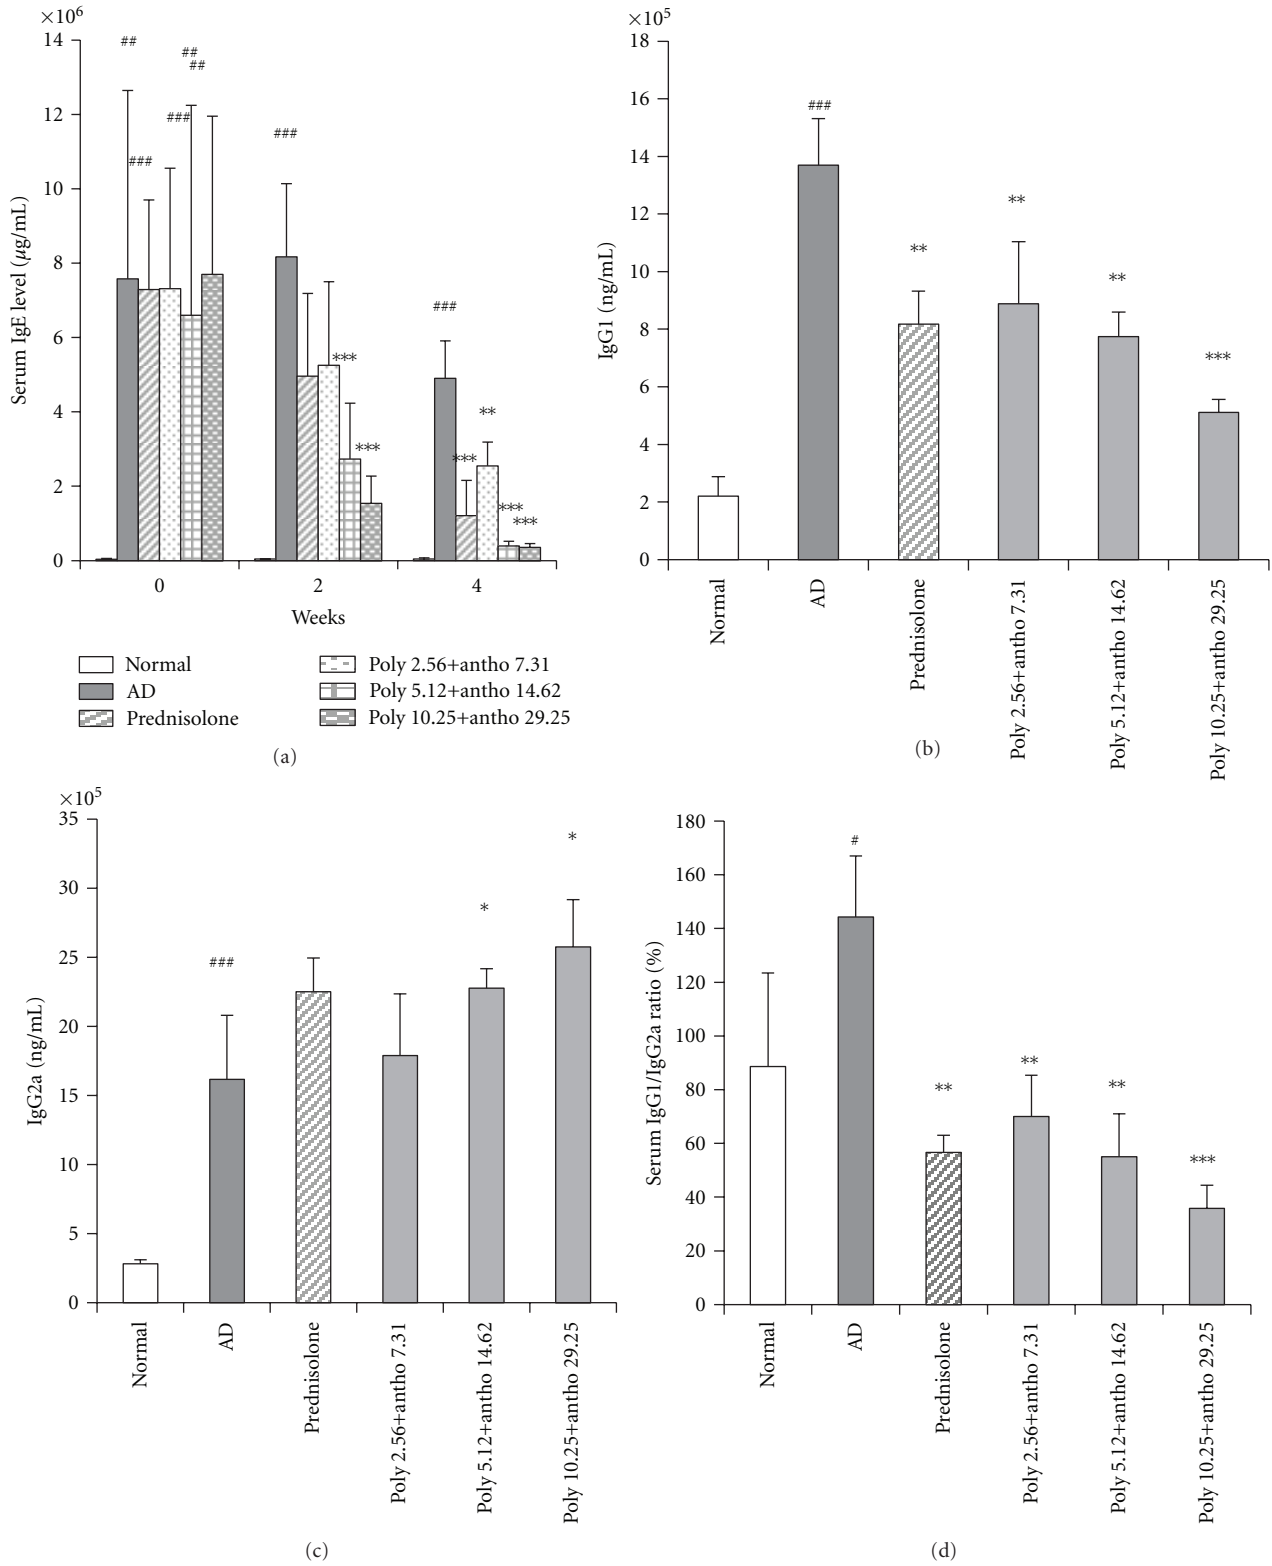 ×10⁶
14
12
10
8
6
4
2
0
Serum IgE level (μg/mL)
##
###
###
##
##
###
***
***
###
***
**
***
***
0 2 4
Weeks
Normal
AD
Prednisolone
Poly 2.56+antho 7.31
Poly 5.12+antho 14.62
Poly 10.25+antho 29.25
(a)
×10⁵
18
16
14
12
10
8
6
4
2
0
IgG1 (ng/mL)
###
**
**
**
***
Normal
AD
Prednisolone
Poly 2.56+antho 7.31
Poly 5.12+antho 14.62
Poly 10.25+antho 29.25
(b)
×10⁵
35
30
25
20
15
10
5
0
IgG2a (ng/mL)
###
*
*
Normal
AD
Prednisolone
Poly 2.56+antho 7.31
Poly 5.12+antho 14.62
Poly 10.25+antho 29.25
(c)
180
160
140
120
100
80
60
40
20
0
Serum IgG1/IgG2a ratio (%)
#
**
**
**
***
Normal
AD
Prednisolone
Poly 2.56+antho 7.31
Poly 5.12+antho 14.62
Poly 10.25+antho 29.25
(d)